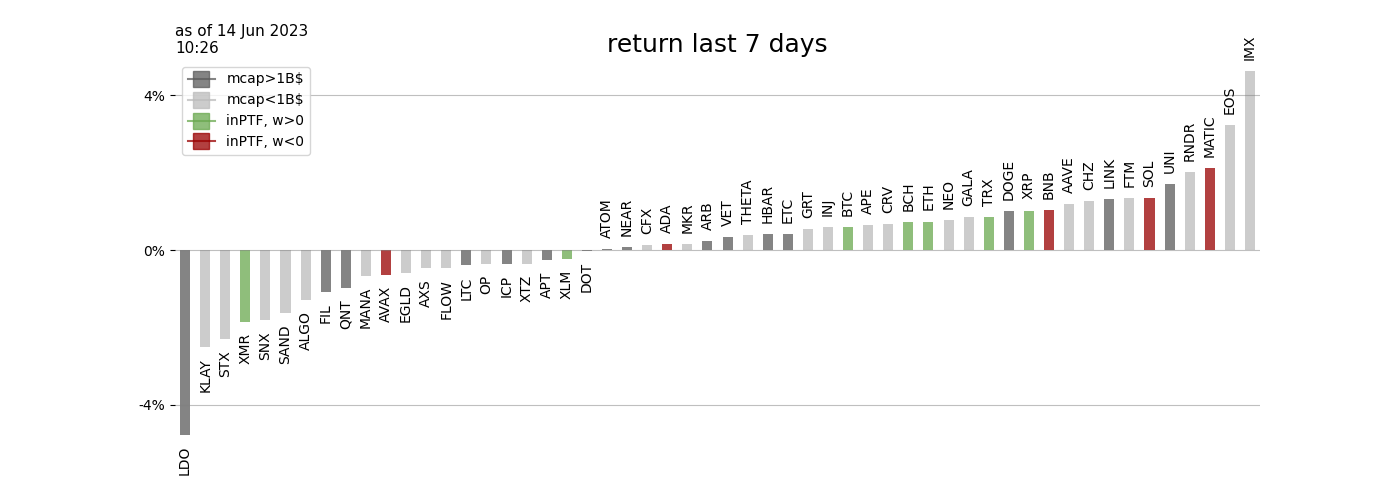 as of 14 Jun 2023
10:26
return last 7 days
mcap>1B$
mcap<1B$
inPTF, w>0
inPTF, w<0
4%
0%
-4%
LDO
KLAY
STX
XMR
SNX
SAND
ALGO
FIL
QNT
MANA
AVAX
EGLD
AXS
FLOW
LTC
OP
ICP
XTZ
APT
XLM
DOT
ATOM
NEAR
CFX
ADA
MKR
ARB
VET
THETA
HBAR
ETC
GRT
INJ
BTC
APE
CRV
BCH
ETH
NEO
GALA
TRX
DOGE
XRP
BNB
AAVE
CHZ
LINK
FTM
SOL
UNI
RNDR
MATIC
EOS
IMX